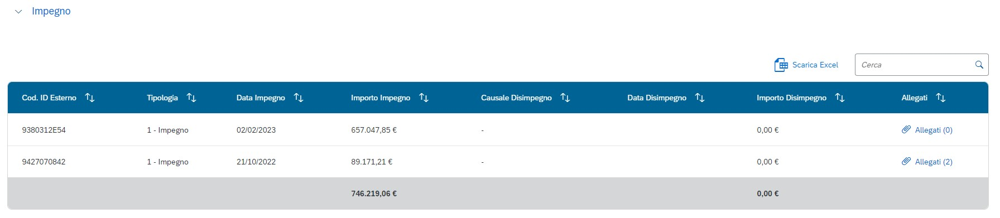 Impegno
Scarica Excel Cerca
Cod. ID Esterno Tipologia Data Impegno Importo Impegno Causale Disimpegno Data Disimpegno Importo Disimpegno Allegati
9380312E54 1 - Impegno 02/02/2023 657.047,85 € - 0,00 € Allegati (0)
9427070842 1 - Impegno 21/10/2022 89.171,21 € - 0,00 € Allegati (2)
746.219,06 € 0,00 €